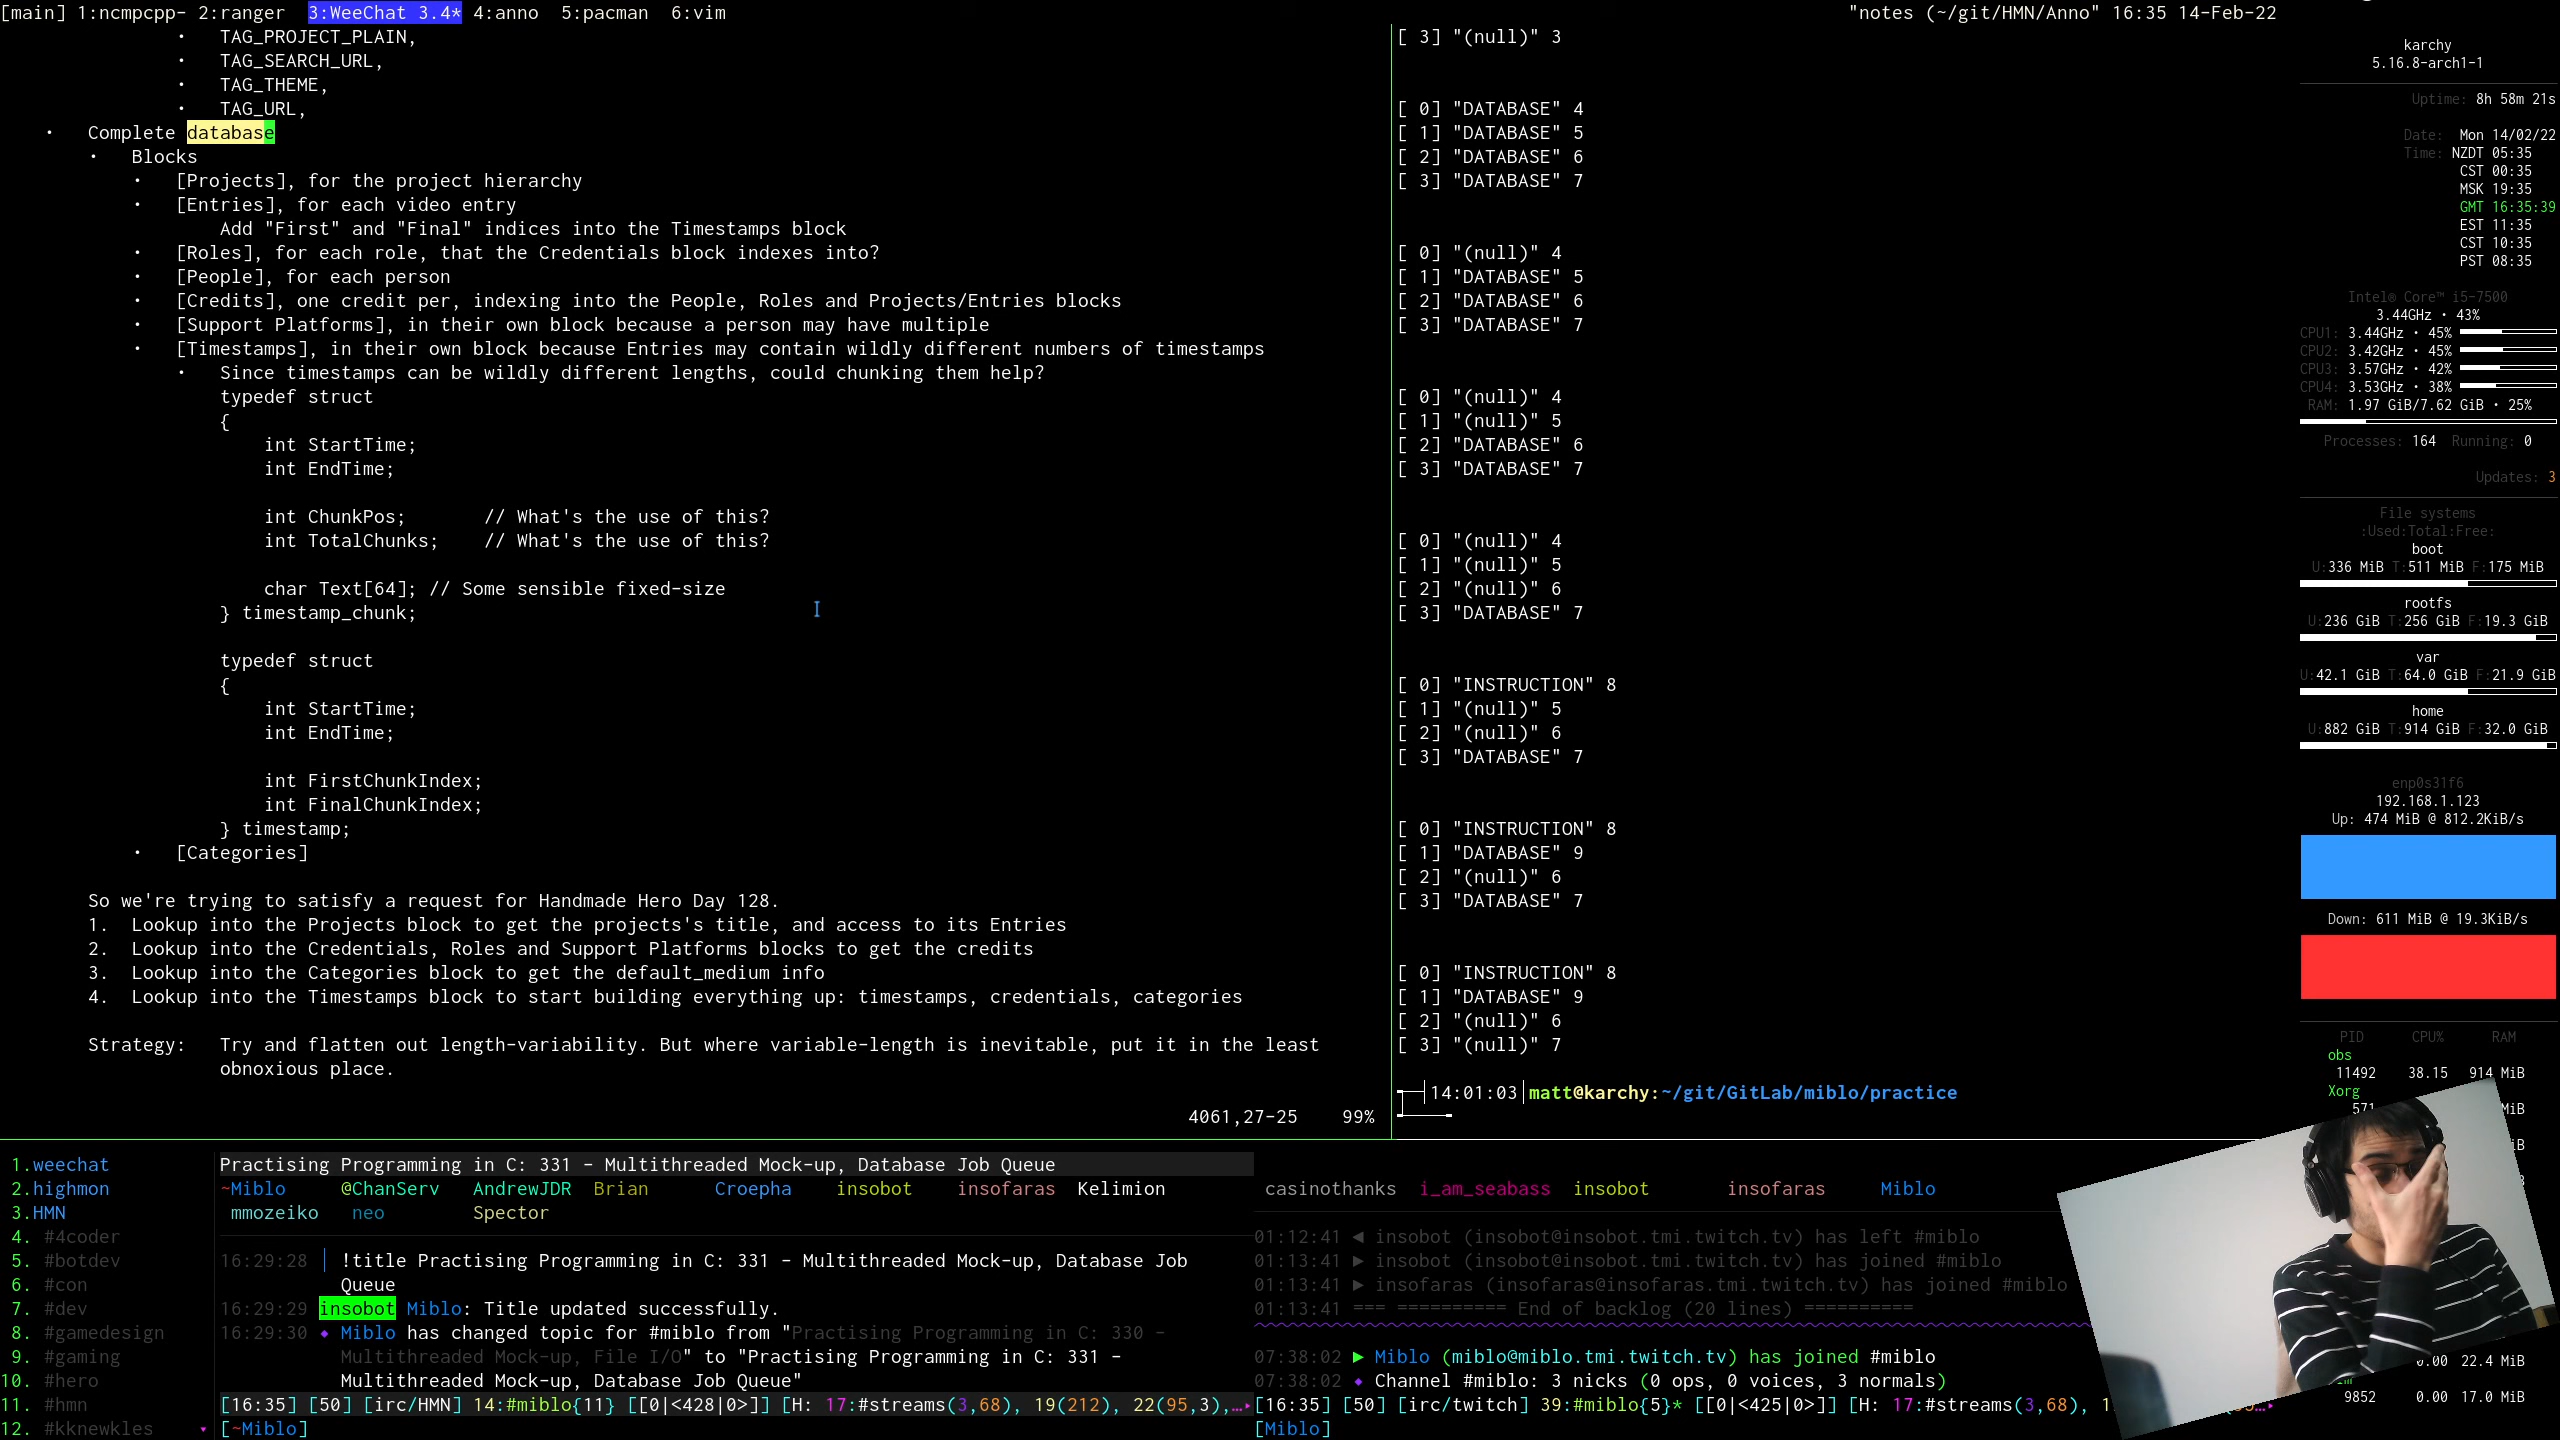 [main] 1:ncmpcpp- 2:ranger  3:WeeChat 3.4* 4:anno  5:pacman  6:vim
"notes (~/git/HMN/Anno" 16:35 14-Feb-22
• TAG_PROJECT_PLAIN,
• TAG_SEARCH_URL,
• TAG_THEME,
• TAG_URL,
• Complete database
• Blocks
• [Projects], for the project hierarchy
• [Entries], for each video entry
Add "First" and "Final" indices into the Timestamps block
• [Roles], for each role, that the Credentials block indexes into?
• [People], for each person
• [Credits], one credit per, indexing into the People, Roles and Projects/Entries blocks
• [Support Platforms], in their own block because a person may have multiple
• [Timestamps], in their own block because Entries may contain wildly different numbers of timestamps
• Since timestamps can be wildly different lengths, could chunking them help?
typedef struct
{
int StartTime;
int EndTime;
int ChunkPos;       // What's the use of this?
int TotalChunks;    // What's the use of this?
char Text[64]; // Some sensible fixed-size
} timestamp_chunk;
typedef struct
{
int StartTime;
int EndTime;
int FirstChunkIndex;
int FinalChunkIndex;
} timestamp;
• [Categories]
So we're trying to satisfy a request for Handmade Hero Day 128.
1.  Lookup into the Projects block to get the projects's title, and access to its Entries
2.  Lookup into the Credentials, Roles and Support Platforms blocks to get the credits
3.  Lookup into the Categories block to get the default_medium info
4.  Lookup into the Timestamps block to start building everything up: timestamps, credentials, categories
Strategy:   Try and flatten out length-variability. But where variable-length is inevitable, put it in the least
obnoxious place.
4061,27-25    99%
[ 3] "(null)" 3
[ 0] "DATABASE" 4
[ 1] "DATABASE" 5
[ 2] "DATABASE" 6
[ 3] "DATABASE" 7
[ 0] "(null)" 4
[ 1] "DATABASE" 5
[ 2] "DATABASE" 6
[ 3] "DATABASE" 7
[ 0] "(null)" 4
[ 1] "(null)" 5
[ 2] "DATABASE" 6
[ 3] "DATABASE" 7
[ 0] "(null)" 4
[ 1] "(null)" 5
[ 2] "(null)" 6
[ 3] "DATABASE" 7
[ 0] "INSTRUCTION" 8
[ 1] "(null)" 5
[ 2] "(null)" 6
[ 3] "DATABASE" 7
[ 0] "INSTRUCTION" 8
[ 1] "DATABASE" 9
[ 2] "(null)" 6
[ 3] "DATABASE" 7
[ 0] "INSTRUCTION" 8
[ 1] "DATABASE" 9
[ 2] "(null)" 6
[ 3] "(null)" 7
14:01:03 matt@karchy:~/git/GitLab/miblo/practice
karchy
5.16.8-arch1-1
Uptime: 8h 58m 21s
Date: Mon 14/02/22
Time: NZDT 05:35
CST 00:35
MSK 19:35
GMT 16:35:39
EST 11:35
CST 10:35
PST 08:35
Intel® Core™ i5-7500
3.44GHz • 43%
CPU1: 3.44GHz • 45%
CPU2: 3.42GHz • 45%
CPU3: 3.57GHz • 42%
CPU4: 3.53GHz • 38%
RAM: 1.97 GiB/7.62 GiB • 25%
Processes: 164  Running: 0
Updates: 3
File systems
:Used:Total:Free:
boot
U:336 MiB T:511 MiB F:175 MiB
rootfs
U:236 GiB T:256 GiB F:19.3 GiB
var
U:42.1 GiB T:64.0 GiB F:21.9 GiB
home
U:882 GiB T:914 GiB F:32.0 GiB
enp0s31f6
192.168.1.123
Up: 474 MiB @ 812.2KiB/s
Down: 611 MiB @ 19.3KiB/s
PID CPU% RAM
obs
11492 38.15 914 MiB
Xorg
571 MiB
0.00 22.4 MiB
9852 0.00 17.0 MiB
1.weechat
2.highmon
3.HMN
4. #4coder
5. #botdev
6. #con
7. #dev
8. #gamedesign
9. #gaming
10. #hero
11. #hmn
12. #kknewkles
Practising Programming in C: 331 - Multithreaded Mock-up, Database Job Queue
~Miblo @ChanServ AndrewJDR Brian Croepha insobot insofaras Kelimion
mmozeiko neo Spector
16:29:28 │ !title Practising Programming in C: 331 - Multithreaded Mock-up, Database Job
Queue
16:29:29 insobot Miblo: Title updated successfully.
16:29:30 ◆ Miblo has changed topic for #miblo from "Practising Programming in C: 330 -
Multithreaded Mock-up, File I/O" to "Practising Programming in C: 331 -
Multithreaded Mock-up, Database Job Queue"
[16:35] [50] [irc/HMN] 14:#miblo{11} [[0|<428|0>]] [H: 17:#streams(3,68), 19(212), 22(95,3),…
[~Miblo]
casinothanks i_am_seabass insobot insofaras Miblo
01:12:41 ◄ insobot (insobot@insobot.tmi.twitch.tv) has left #miblo
01:13:41 ► insobot (insobot@insobot.tmi.twitch.tv) has joined #miblo
01:13:41 ► insofaras (insofaras@insofaras.tmi.twitch.tv) has joined #miblo
01:13:41 === ========== End of backlog (20 lines) ==========
07:38:02 ► Miblo (miblo@miblo.tmi.twitch.tv) has joined #miblo
07:38:02 ◆ Channel #miblo: 3 nicks (0 ops, 0 voices, 3 normals)
[16:35] [50] [irc/twitch] 39:#miblo{5}* [[0|<425|0>]] [H: 17:#streams(3,68),
[Miblo]